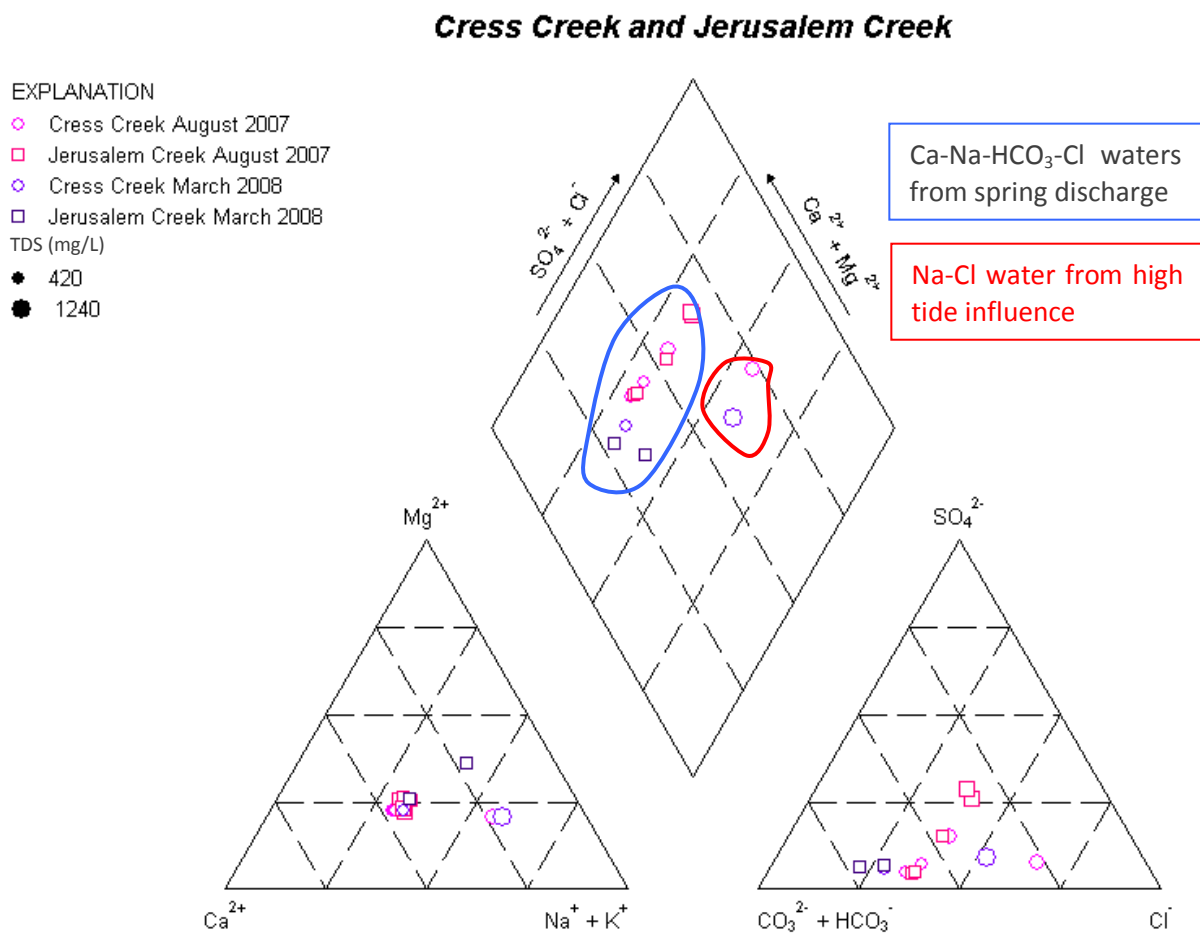 Cress Creek and Jerusalem Creek
EXPLANATION
Cress Creek August 2007
Jerusalem Creek August 2007
Cress Creek March 2008
Jerusalem Creek March 2008
TDS (mg/L)
420
1240
Ca-Na-HCO₃-Cl waters
from spring discharge
Na-Cl water from high
tide influence
SO₄²⁻ + Cl⁻
Ca²⁺ + Mg²⁺
Mg²⁺
SO₄²⁻
Ca²⁺
Na⁺ + K⁺
CO₃²⁻ + HCO₃⁻
Cl⁻